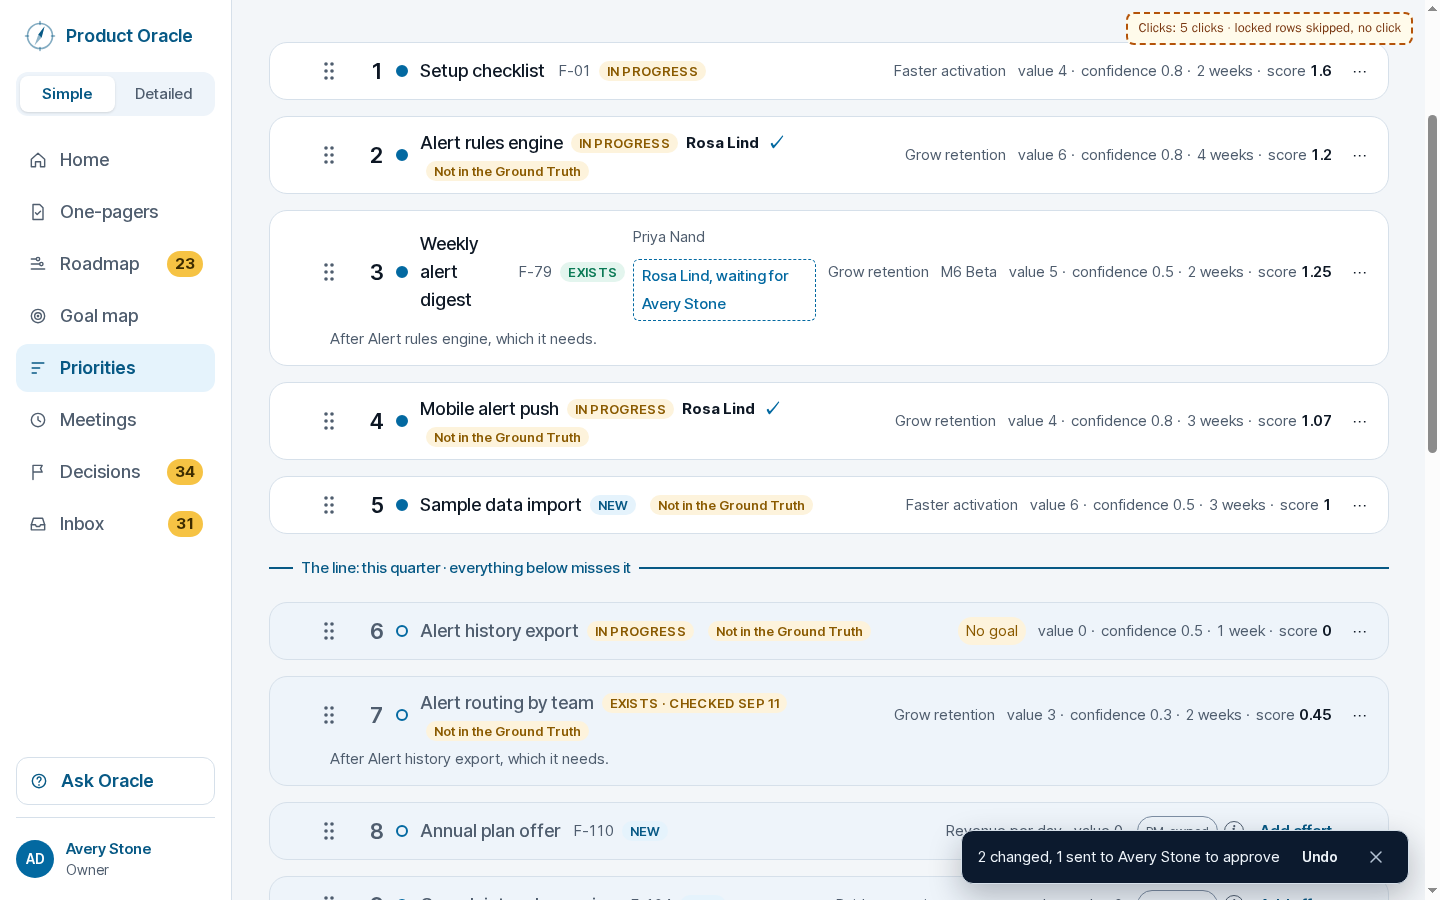 Product Oracle
Simple Detailed
Home
One-pagers
Roadmap 23
Goal map
Priorities
Meetings
Decisions 34
Inbox 31
Ask Oracle
AD Avery Stone
Owner
Clicks: 5 clicks · locked rows skipped, no click
1 Setup checklist F-01 IN PROGRESS Faster activation value 4 · confidence 0.8 · 2 weeks · score 1.6 ...
2 Alert rules engine IN PROGRESS Rosa Lind ✓ Grow retention value 6 · confidence 0.8 · 4 weeks · score 1.2 ...
Not in the Ground Truth
3 Weekly alert digest F-79 EXISTS Priya Nand
Rosa Lind, waiting for
Avery Stone
Grow retention M6 Beta value 5 · confidence 0.5 · 2 weeks · score 1.25 ...
After Alert rules engine, which it needs.
4 Mobile alert push IN PROGRESS Rosa Lind ✓ Grow retention value 4 · confidence 0.8 · 3 weeks · score 1.07 ...
Not in the Ground Truth
5 Sample data import NEW Not in the Ground Truth Faster activation value 6 · confidence 0.5 · 3 weeks · score 1 ...
The line: this quarter · everything below misses it
6 Alert history export IN PROGRESS Not in the Ground Truth No goal value 0 · confidence 0.5 · 1 week · score 0 ...
7 Alert routing by team EXISTS · CHECKED SEP 11 Grow retention value 3 · confidence 0.3 · 2 weeks · score 0.45 ...
Not in the Ground Truth
After Alert history export, which it needs.
8 Annual plan offer F-110 NEW
2 changed, 1 sent to Avery Stone to approve Undo